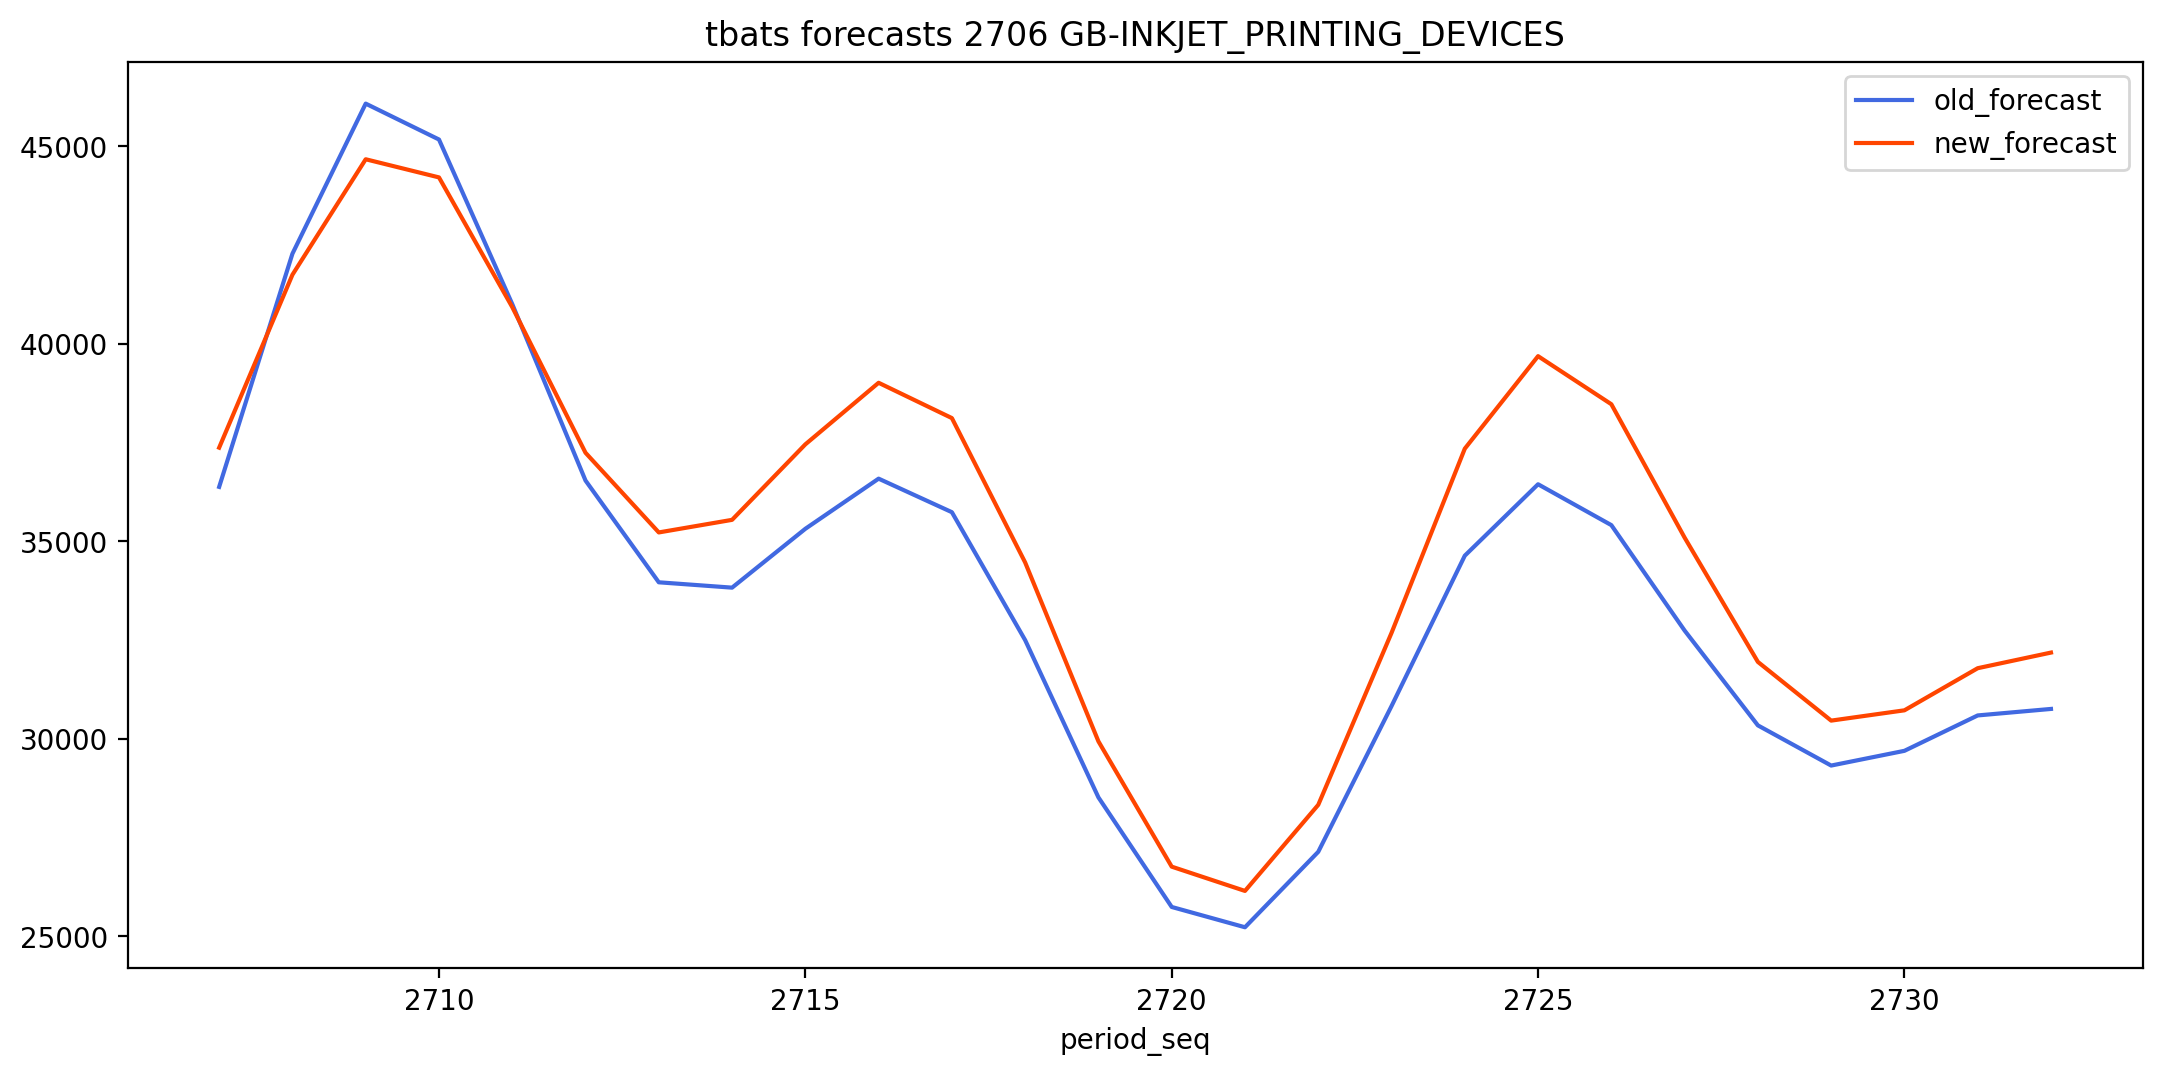 tbats forecasts 2706 GB-INKJET_PRINTING_DEVICES
old_forecast
new_forecast
45000
40000
35000
30000
25000
2710 2715 2720 2725 2730
period_seq